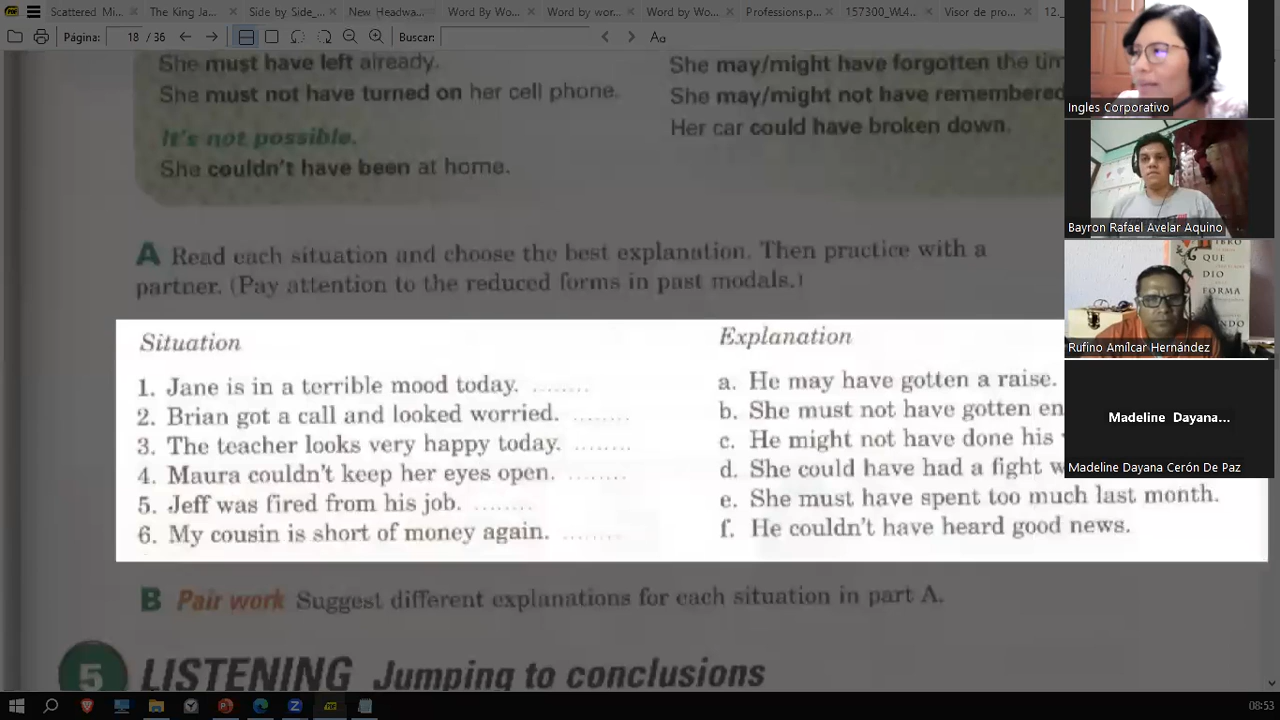 Scattered Mi...
The King Ja...
Side by Side_...
New Headwa...
Word By Wo...
Word by wor...
Word by Wo...
Professions.p...
157300_WL4...
Visor de pro...
12._
Página: 18 / 36
Buscar:
She must have left already.
She must not have turned on her cell phone.
It's not possible.
She couldn't have been at home.
She may/might have forgotten the
She may/might not have remembered
Her car could have broken down.
A Read each situation and choose the best explanation. Then practice with a
partner. (Pay attention to the reduced forms in past modals.)
Situation
1. Jane is in a terrible mood today. ........
2. Brian got a call and looked worried. ........
3. The teacher looks very happy today. ........
4. Maura couldn't keep her eyes open. ........
5. Jeff was fired from his job. ........
6. My cousin is short of money again. ........
Explanation
a. He may have gotten a raise.
b. She must not have gotten en
c. He might not have done his
d. She could have had a fight w
e. She must have spent too much last month.
f. He couldn't have heard good news.
B Pair work Suggest different explanations for each situation in part A.
5 LISTENING Jumping to conclusions
Ingles Corporativo
Bayron Rafael Avelar Aquino
QUE
DIO
FORMA
Rufino Amílcar Hernández
Madeline Dayana...
Madeline Dayana Cerón De Paz
08:53